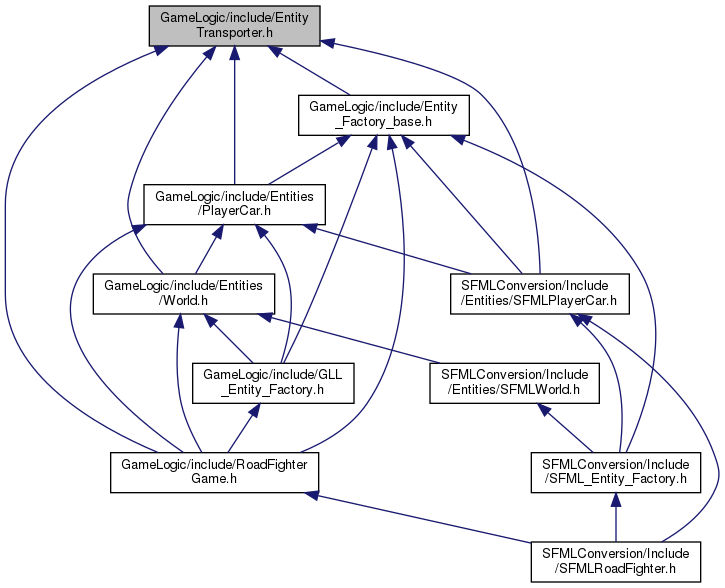 GameLogic/include/Entity
Transporter.h
GameLogic/include/Entity
_Factory_base.h
GameLogic/include/Entities
/PlayerCar.h
GameLogic/include/Entities
/World.h
SFMLConversion/Include
/Entities/SFMLPlayerCar.h
GameLogic/include/GLL
_Entity_Factory.h
SFMLConversion/Include
/Entities/SFMLWorld.h
GameLogic/include/RoadFighter
Game.h
SFMLConversion/Include
/SFML_Entity_Factory.h
SFMLConversion/Include
/SFMLRoadFighter.h